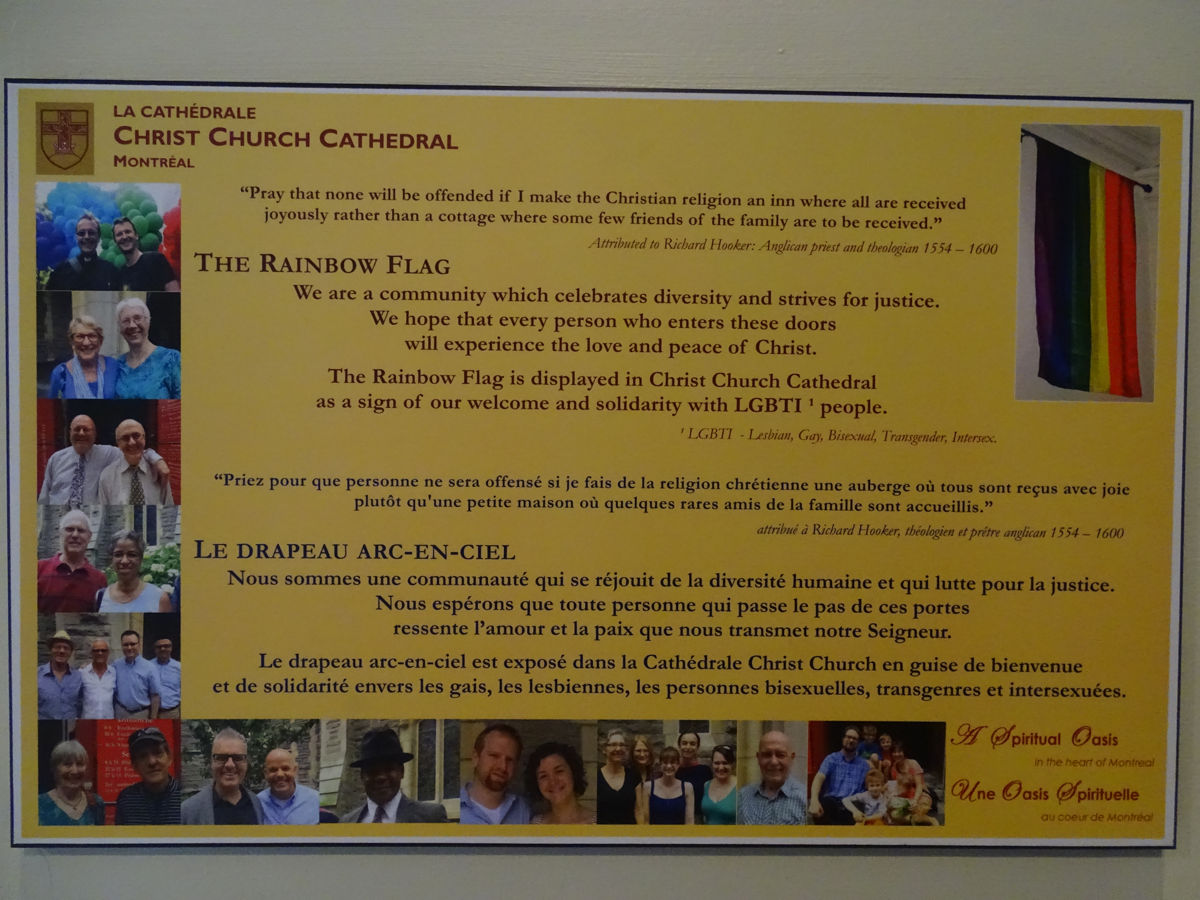 LA CATHÉDRALE
CHRIST CHURCH CATHEDRAL
MONTRÉAL
“Pray that none will be offended if I make the Christian religion an inn where all are received
joyously rather than a cottage where some few friends of the family are to be received.”
Attributed to Richard Hooker: Anglican priest and theologian 1554 – 1600
THE RAINBOW FLAG
We are a community which celebrates diversity and strives for justice.
We hope that every person who enters these doors
will experience the love and peace of Christ.
The Rainbow Flag is displayed in Christ Church Cathedral
as a sign of our welcome and solidarity with LGBTI ¹ people.
¹ LGBTI - Lesbian, Gay, Bisexual, Transgender, Intersex.
“Priez pour que personne ne sera offensé si je fais de la religion chrétienne une auberge où tous sont reçus avec joie
plutôt qu'une petite maison où quelques rares amis de la famille sont accueillis.”
attribué à Richard Hooker, théologien et prêtre anglican 1554 – 1600
LE DRAPEAU ARC-EN-CIEL
Nous sommes une communauté qui se réjouit de la diversité humaine et qui lutte pour la justice.
Nous espérons que toute personne qui passe le pas de ces portes
ressente l’amour et la paix que nous transmet notre Seigneur.
Le drapeau arc-en-ciel est exposé dans la Cathédrale Christ Church en guise de bienvenue
et de solidarité envers les gais, les lesbiennes, les personnes bisexuelles, transgenres et intersexuées.
A Spiritual Oasis
in the heart of Montreal
Une Oasis Spirituelle
au coeur de Montréal